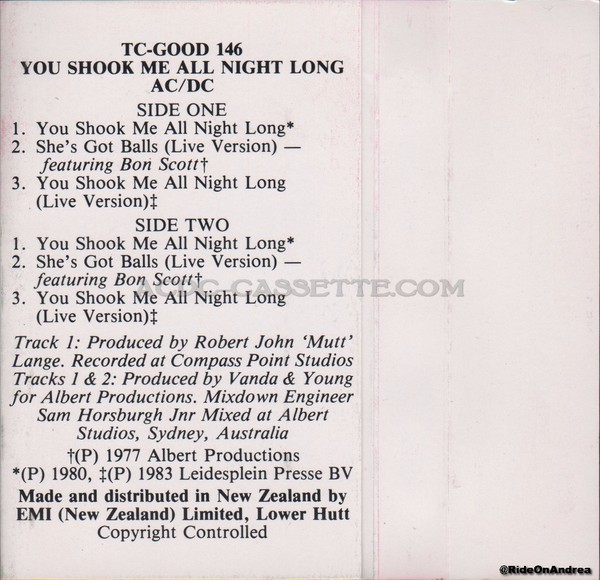 TC-GOOD 146
YOU SHOOK ME ALL NIGHT LONG
AC/DC
SIDE ONE
1. You Shook Me All Night Long*
2. She's Got Balls (Live Version) —
featuring Bon Scott†
3. You Shook Me All Night Long
(Live Version)‡
SIDE TWO
1. You Shook Me All Night Long*
2. She's Got Balls (Live Version) —
featuring Bon Scott†
ACDC-CASSETTE.COM
3. You Shook Me All Night Long
(Live Version)‡
Track 1: Produced by Robert John 'Mutt'
Lange. Recorded at Compass Point Studios
Tracks 1 & 2: Produced by Vanda & Young
for Albert Productions. Mixdown Engineer
Sam Horsburgh Jnr Mixed at Albert
Studios, Sydney, Australia
†(P) 1977 Albert Productions
*(P) 1980, ‡(P) 1983 Leidesplein Presse BV
Made and distributed in New Zealand by
EMI (New Zealand) Limited, Lower Hutt
Copyright Controlled
@RideOnAndrea